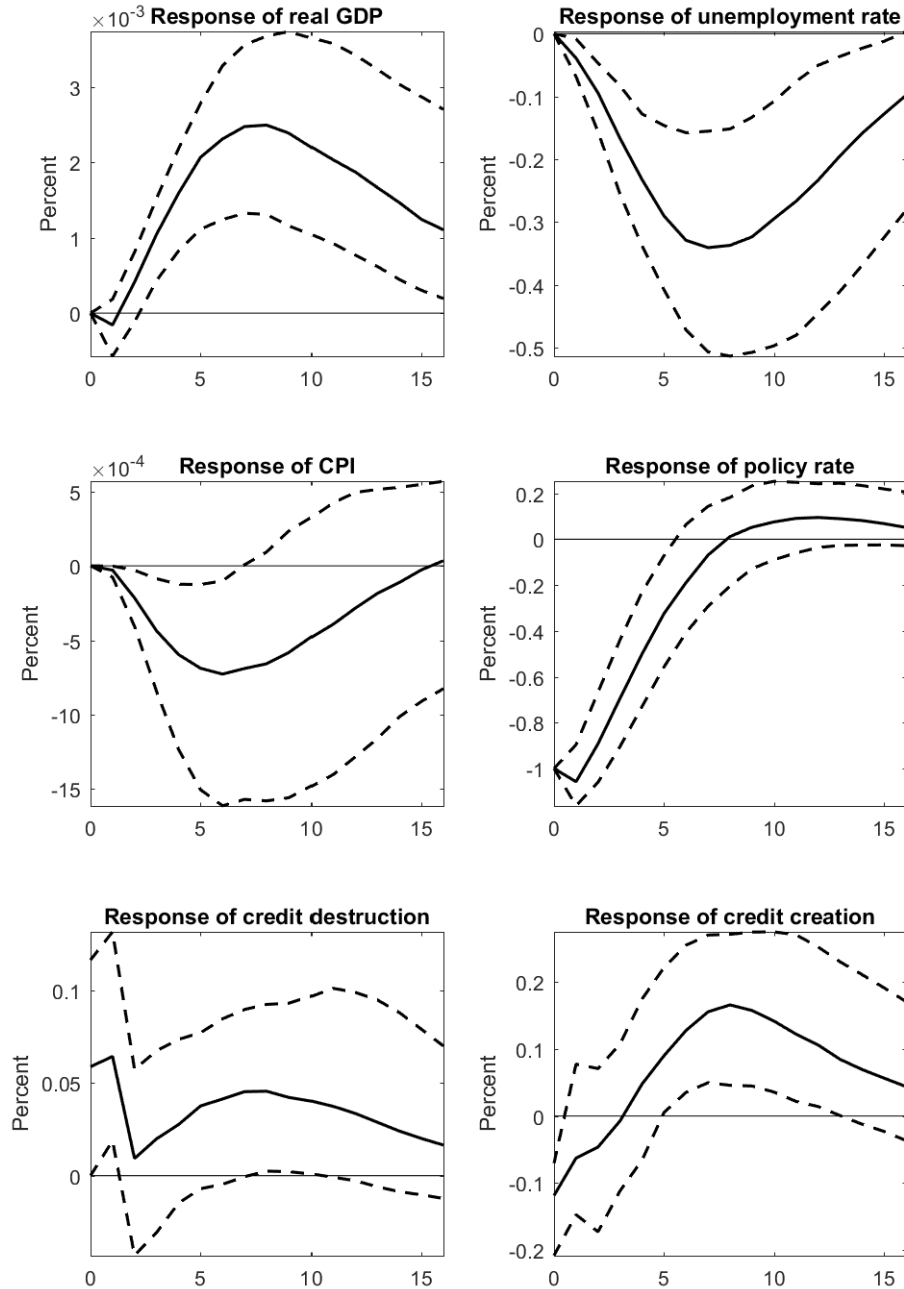 Response of real GDP
×10⁻³
3
2
1
0
Percent
0 5 10 15
Response of unemployment rate
0
-0.1
-0.2
-0.3
-0.4
-0.5
Percent
0 5 10 15
Response of CPI
×10⁻⁴
5
0
-5
-10
-15
Percent
0 5 10 15
Response of policy rate
0.2
0
-0.2
-0.4
-0.6
-0.8
-1
Percent
0 5 10 15
Response of credit destruction
0.1
0.05
0
Percent
0 5 10 15
Response of credit creation
0.2
0.1
0
-0.1
-0.2
Percent
0 5 10 15